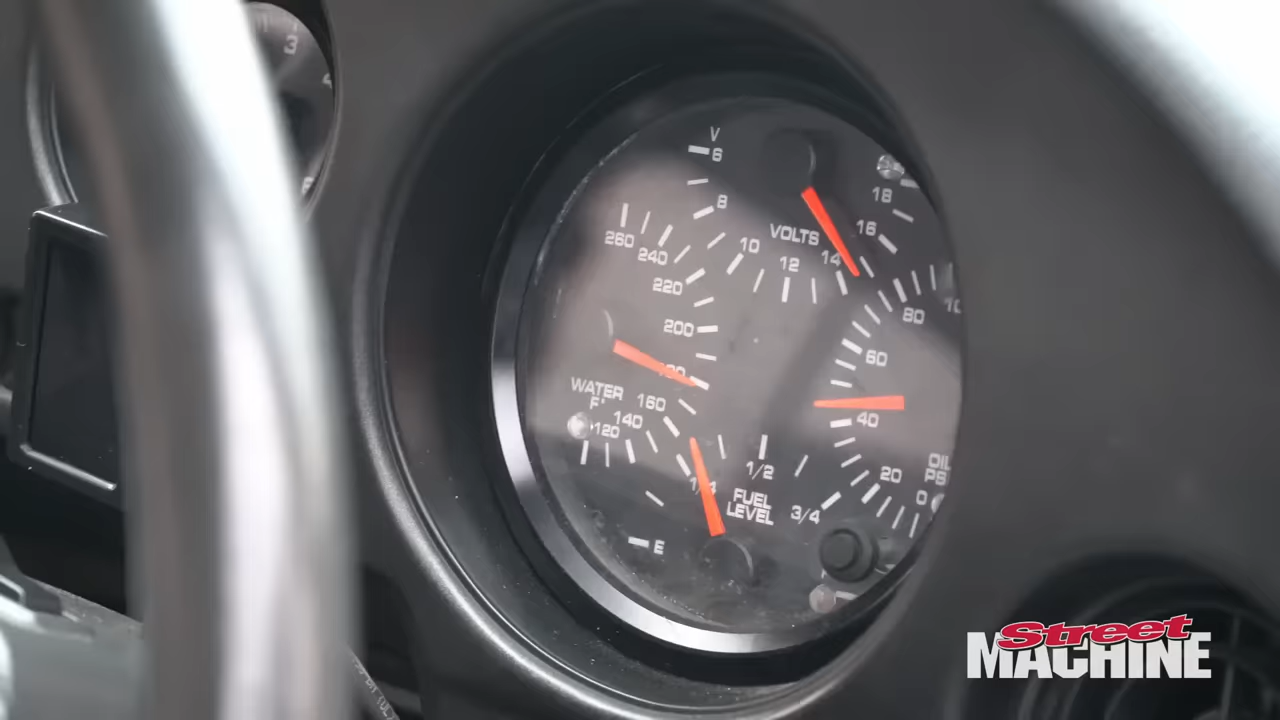 3
V
6
8
10
12
14
16
18
VOLTS
260
240
220
200
160
140
120
WATER
F°
80
60
40
20
0
OIL
PSI
E
1/2
3/4
FUEL
LEVEL
Street
MACHINE